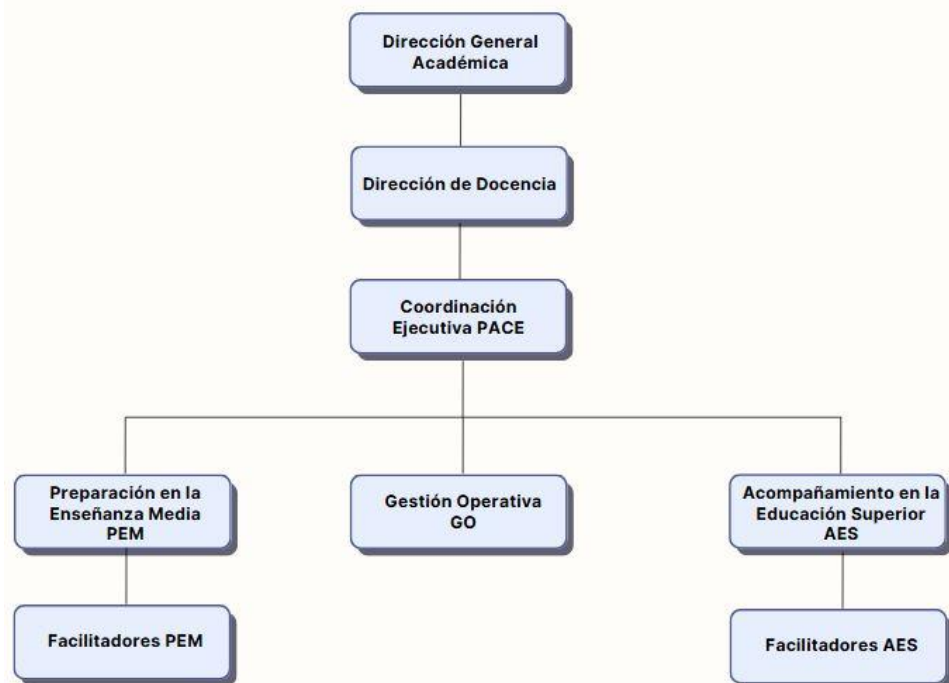 Dirección General
Académica
Dirección de Docencia
Coordinación
Ejecutiva PACE
Preparación en la
Enseñanza Media
PEM
Gestión Operativa
GO
Acompañamiento en la
Educación Superior
AES
Facilitadores PEM
Facilitadores AES